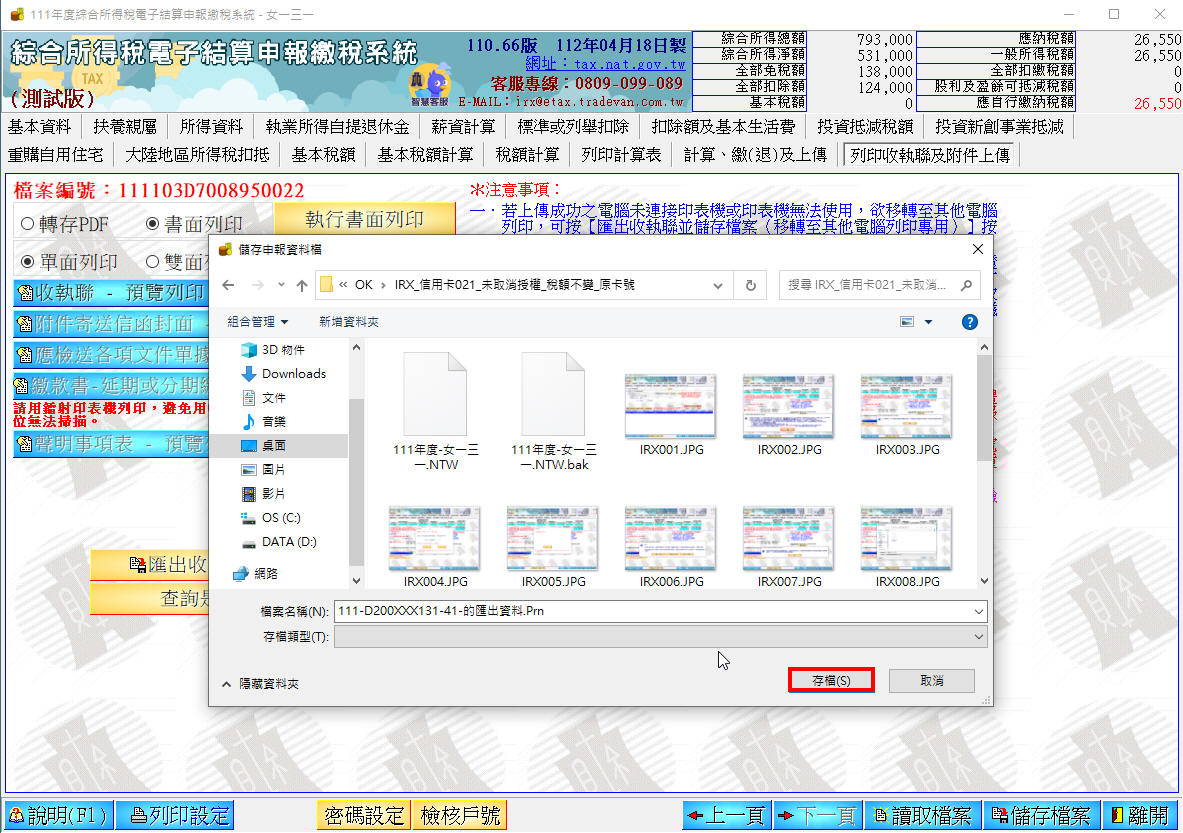 111年度綜合所得稅電子結算申報繳稅系統 - 女一三一
綜合所得稅電子結算申報繳稅系統
(測試版)
TAX
110.66版 112年04月18日製
網址：tax.nat.gov.tw
客服專線：0809-099-089
E-MAIL：irx@etax.tradevan.com.tw
智慧客服
綜合所得總額 793,000 應納稅額 26,550
綜合所得淨額 531,000 一般所得稅額 26,550
全部免稅額 138,000 全部扣繳稅額 0
全部扣除額 124,000 股利及盈餘可抵減稅額 0
基本稅額 0 應自行繳納稅額 26,550
基本資料 扶養親屬 所得資料 執業所得自提退休金 薪資計算 標準或列舉扣除 扣除額及基本生活費 投資抵減稅額 投資新創事業抵減
重購自用住宅 大陸地區所得稅扣抵 基本稅額 基本稅額計算 稅額計算 列印計算表 計算、繳(退)及上傳 列印收執聯及附件上傳
檔案編號：111103D7008950022
轉存PDF 書面列印 執行書面列印
單面列印 雙面
收執聯 - 預覽列印
附件寄送信函封面 -
應檢送各項文件單據
繳款書-延期或分期
請用鐳射印表機列印，避免用
位無法掃描。
聲明事項表 - 預覽
匯出收
查詢
※注意事項：
一．若上傳成功之電腦未連接印表機或印表機無法使用，欲移轉至其他電腦
列印，可按【匯出收執聯並儲存檔案（移轉至其他電腦列印專用）】按
儲存申報資料檔
« OK › IRX_信用卡021_未取消授權_稅額不變_原卡號
搜尋 IRX_信用卡021_未取消...
組合管理 新增資料夾
3D 物件
Downloads
文件
音樂
桌面
圖片
影片
OS (C:)
DATA (D:)
網路
111年度-女一三
一.NTW
111年度-女一三
一.NTW.bak
IRX001.JPG
IRX002.JPG
IRX003.JPG
IRX004.JPG
IRX005.JPG
IRX006.JPG
IRX007.JPG
IRX008.JPG
檔案名稱(N): 111-D200XXX131-41-的匯出資料.Prn
存檔類型(T):
隱藏資料夾
存檔(S)
取消
說明(F1) 列印設定 密碼設定 檢核戶號 上一頁 下一頁 讀取檔案 儲存檔案 離開